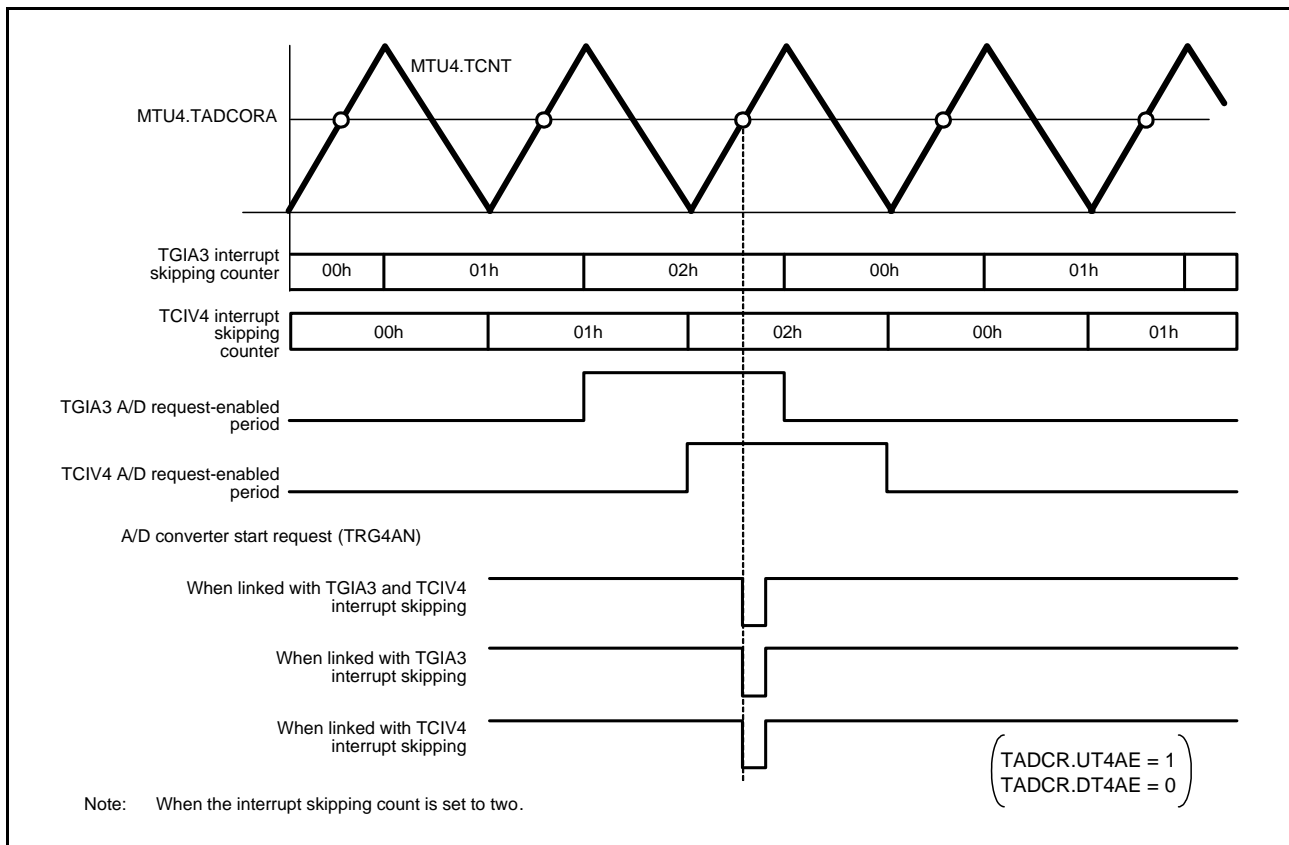 MTU4.TCNT
MTU4.TADCORA
TGIA3 interrupt
skipping counter
00h 01h 02h 00h 01h
TCIV4 interrupt
skipping
counter
00h 01h 02h 00h 01h
TGIA3 A/D request-enabled
period
TCIV4 A/D request-enabled
period
A/D converter start request (TRG4AN)
When linked with TGIA3 and TCIV4
interrupt skipping
When linked with TGIA3
interrupt skipping
When linked with TCIV4
interrupt skipping
TADCR.UT4AE = 1
TADCR.DT4AE = 0
Note: When the interrupt skipping count is set to two.